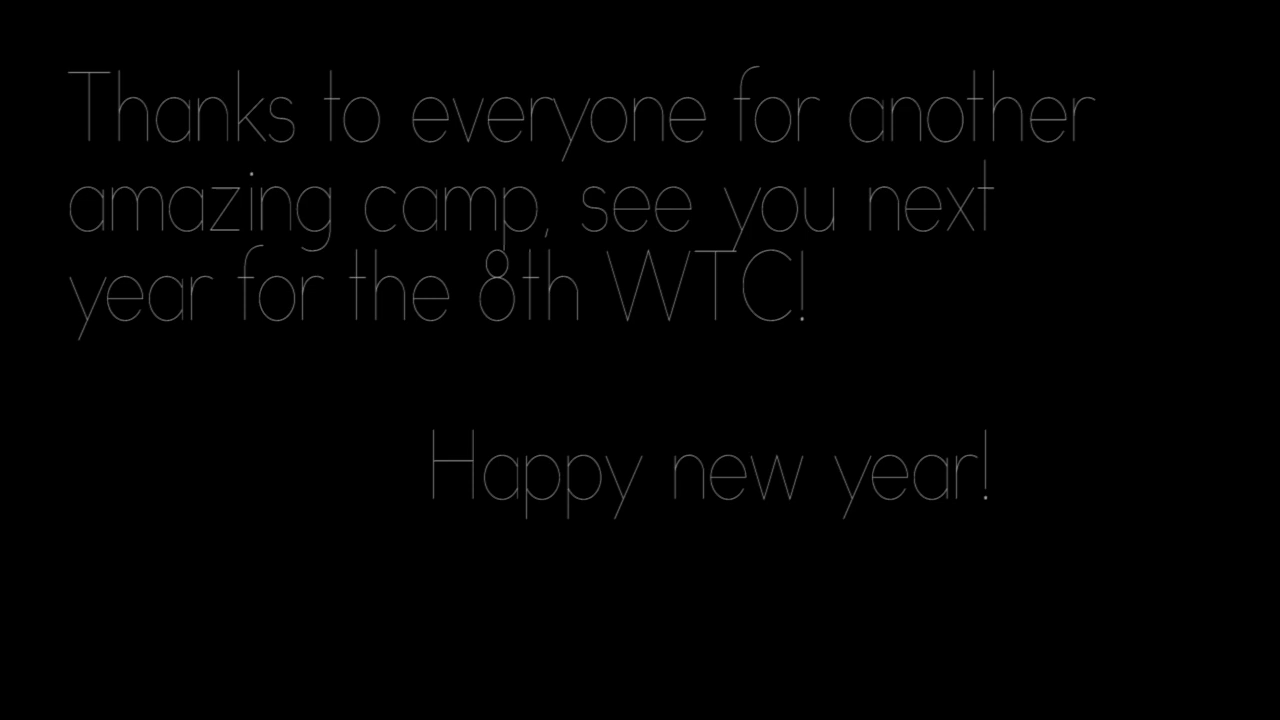 Thanks to everyone for another
amazing camp, see you next
year for the 8th WTC!
Happy new year!